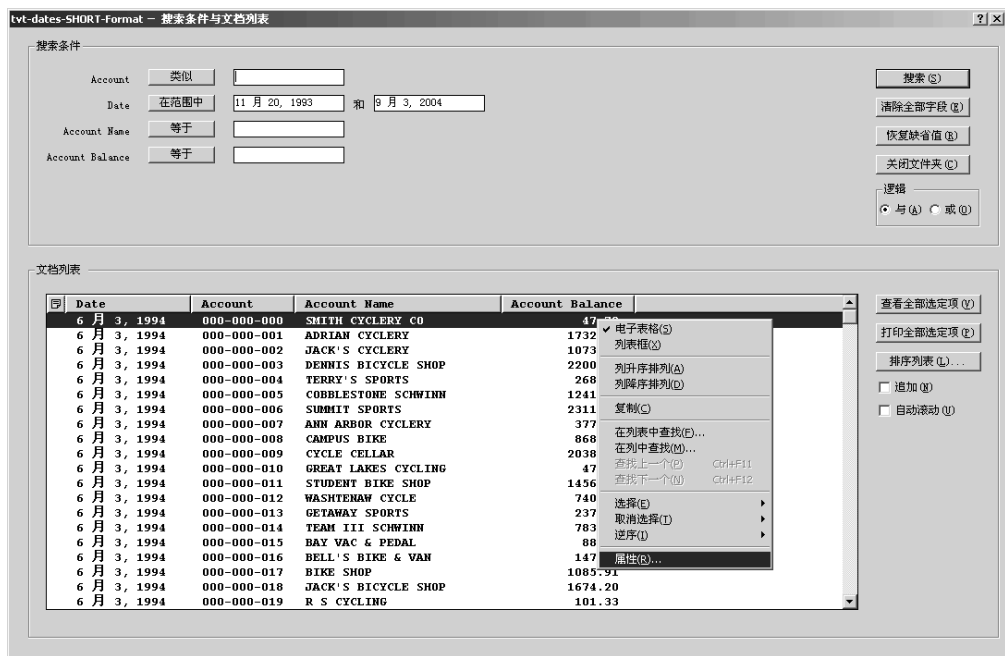 tvt-dates-SHORT-Format - 搜索条件与文档列表
搜索条件
Account 类似
Date 在范围中 11 月 20, 1993 和 9 月 3, 2004
Account Name 等于
Account Balance 等于
搜索(S)
清除全部字段(E)
恢复缺省值(R)
关闭文件夹(C)
逻辑
与(A) 或(O)
文档列表
Date Account Account Name Account Balance
6 月 3, 1994 000-000-000 SMITH CYCLERY CO 47.70
6 月 3, 1994 000-000-001 ADRIAN CYCLERY 1732
6 月 3, 1994 000-000-002 JACK'S CYCLERY 1073
6 月 3, 1994 000-000-003 DENNIS BICYCLE SHOP 2200
6 月 3, 1994 000-000-004 TERRY'S SPORTS 268
6 月 3, 1994 000-000-005 COBBLESTONE SCHWINN 1241
6 月 3, 1994 000-000-006 SUMMIT SPORTS 2311
6 月 3, 1994 000-000-007 ANN ARBOR CYCLERY 377
6 月 3, 1994 000-000-008 CAMPUS BIKE 868
6 月 3, 1994 000-000-009 CYCLE CELLAR 2038
6 月 3, 1994 000-000-010 GREAT LAKES CYCLING 47
6 月 3, 1994 000-000-011 STUDENT BIKE SHOP 1456
6 月 3, 1994 000-000-012 WASHTENAW CYCLE 740
6 月 3, 1994 000-000-013 GETAWAY SPORTS 237
6 月 3, 1994 000-000-014 TEAM III SCHWINN 783
6 月 3, 1994 000-000-015 BAY VAC & PEDAL 88
6 月 3, 1994 000-000-016 BELL'S BIKE & VAN 147
6 月 3, 1994 000-000-017 BIKE SHOP 1085.91
6 月 3, 1994 000-000-018 JACK'S BICYCLE SHOP 1674.20
6 月 3, 1994 000-000-019 R S CYCLING 101.33
电子表格(S)
列表框(X)
列升序排列(A)
列降序排列(D)
复制(C)
在列表中查找(F)...
在列中查找(M)...
查找上一个(P) Ctrl+F11
查找下一个(N) Ctrl+F12
选择(E)
取消选择(T)
逆序(I)
属性(R)...
查看全部选定项(V)
打印全部选定项(P)
排序列表(L)...
追加(N)
自动滚动(U)